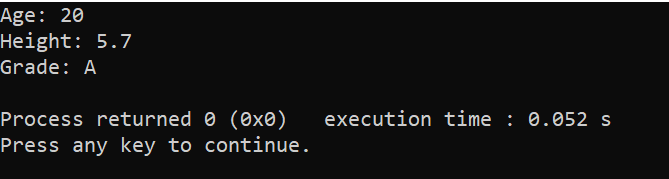 Age: 20
Height: 5.7
Grade: A
Process returned 0 (0x0)   execution time : 0.052 s
Press any key to continue.